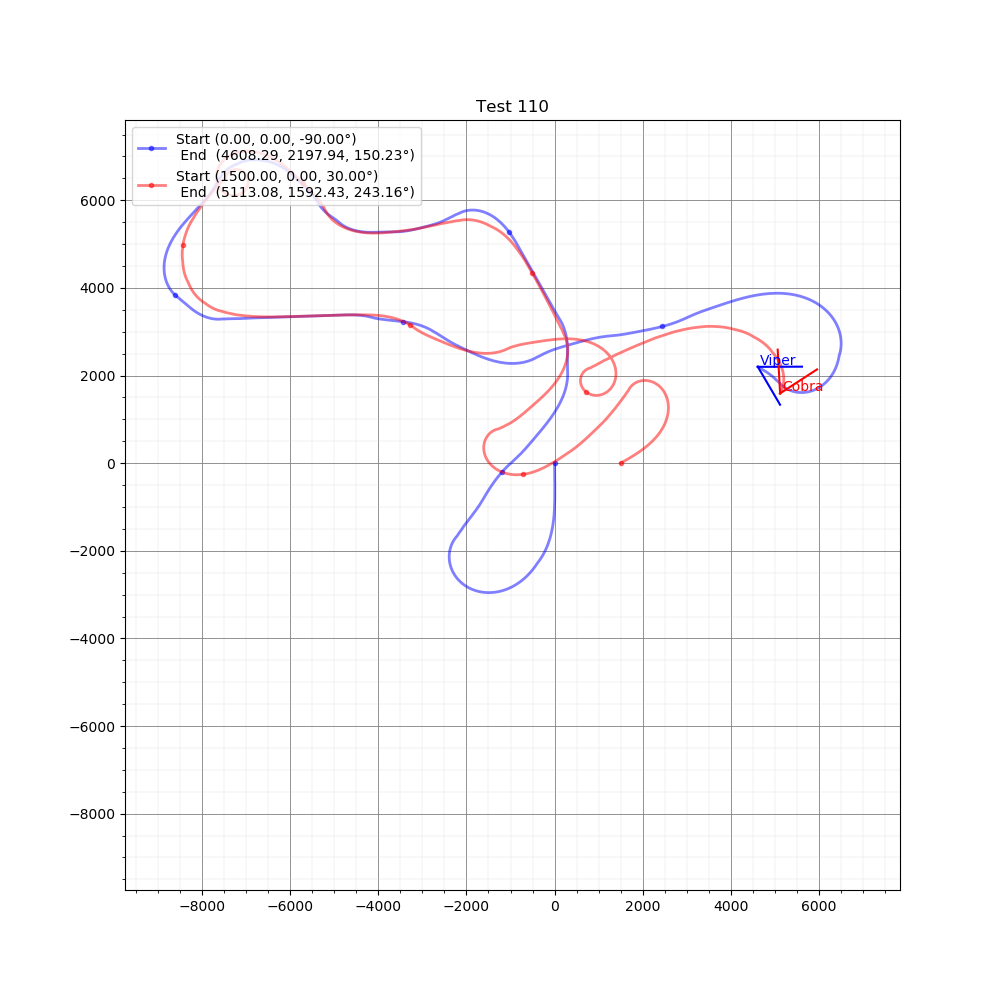 Test 110
Start (0.00, 0.00, -90.00°)
End (4608.29, 2197.94, 150.23°)
Start (1500.00, 0.00, 30.00°)
End (5113.08, 1592.43, 243.16°)
6000
4000
2000
0
−2000
−4000
−6000
−8000
Viper
Cobra
−8000 −6000 −4000 −2000 0 2000 4000 6000